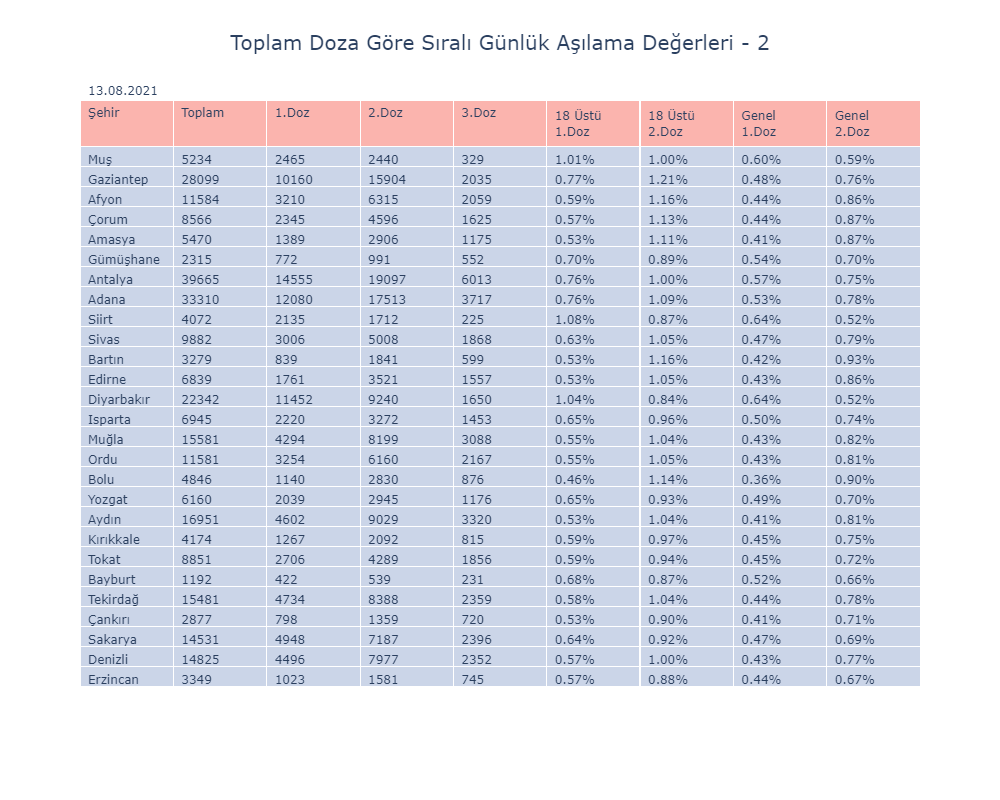 Toplam Doza Göre Sıralı Günlük Aşılama Değerleri - 2
13.08.2021
Şehir Toplam 1.Doz 2.Doz 3.Doz 18 Üstü 1.Doz 18 Üstü 2.Doz Genel 1.Doz Genel 2.Doz
Muş 5234 2465 2440 329 1.01% 1.00% 0.60% 0.59%
Gaziantep 28099 10160 15904 2035 0.77% 1.21% 0.48% 0.76%
Afyon 11584 3210 6315 2059 0.59% 1.16% 0.44% 0.86%
Çorum 8566 2345 4596 1625 0.57% 1.13% 0.44% 0.87%
Amasya 5470 1389 2906 1175 0.53% 1.11% 0.41% 0.87%
Gümüşhane 2315 772 991 552 0.70% 0.89% 0.54% 0.70%
Antalya 39665 14555 19097 6013 0.76% 1.00% 0.57% 0.75%
Adana 33310 12080 17513 3717 0.76% 1.09% 0.53% 0.78%
Siirt 4072 2135 1712 225 1.08% 0.87% 0.64% 0.52%
Sivas 9882 3006 5008 1868 0.63% 1.05% 0.47% 0.79%
Bartın 3279 839 1841 599 0.53% 1.16% 0.42% 0.93%
Edirne 6839 1761 3521 1557 0.53% 1.05% 0.43% 0.86%
Diyarbakır 22342 11452 9240 1650 1.04% 0.84% 0.64% 0.52%
Isparta 6945 2220 3272 1453 0.65% 0.96% 0.50% 0.74%
Muğla 15581 4294 8199 3088 0.55% 1.04% 0.43% 0.82%
Ordu 11581 3254 6160 2167 0.55% 1.05% 0.43% 0.81%
Bolu 4846 1140 2830 876 0.46% 1.14% 0.36% 0.90%
Yozgat 6160 2039 2945 1176 0.65% 0.93% 0.49% 0.70%
Aydın 16951 4602 9029 3320 0.53% 1.04% 0.41% 0.81%
Kırıkkale 4174 1267 2092 815 0.59% 0.97% 0.45% 0.75%
Tokat 8851 2706 4289 1856 0.59% 0.94% 0.45% 0.72%
Bayburt 1192 422 539 231 0.68% 0.87% 0.52% 0.66%
Tekirdağ 15481 4734 8388 2359 0.58% 1.04% 0.44% 0.78%
Çankırı 2877 798 1359 720 0.53% 0.90% 0.41% 0.71%
Sakarya 14531 4948 7187 2396 0.64% 0.92% 0.47% 0.69%
Denizli 14825 4496 7977 2352 0.57% 1.00% 0.43% 0.77%
Erzincan 3349 1023 1581 745 0.57% 0.88% 0.44% 0.67%